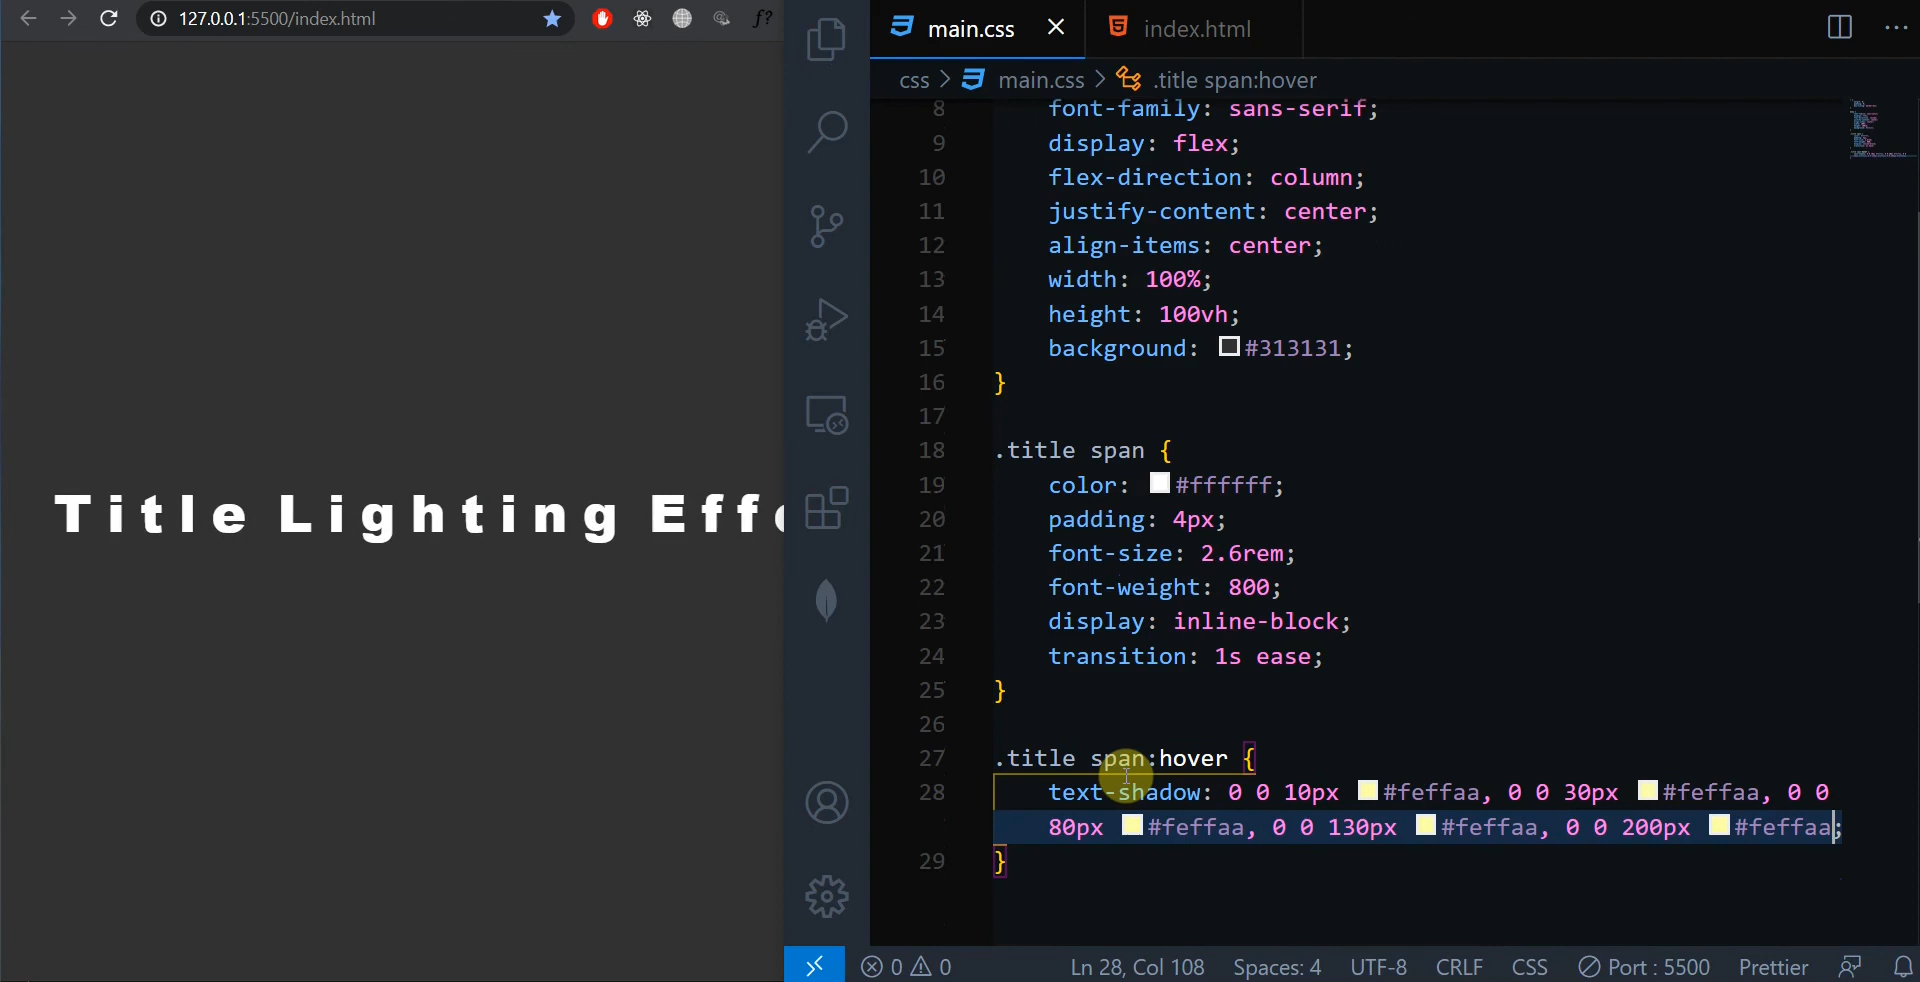 127.0.0.1:5500/index.html
f?
main.css
index.html
css > main.css > .title span:hover
8 font-family: sans-serif;
9 display: flex;
10 flex-direction: column;
11 justify-content: center;
12 align-items: center;
13 width: 100%;
14 height: 100vh;
15 background: #313131;
16 }
17
18 .title span {
19 color: #ffffff;
20 padding: 4px;
21 font-size: 2.6rem;
22 font-weight: 800;
23 display: inline-block;
24 transition: 1s ease;
25 }
26
27 .title span:hover {
28 text-shadow: 0 0 10px #feffaa, 0 0 30px #feffaa, 0 0
80px #feffaa, 0 0 130px #feffaa, 0 0 200px #feffaa;
29 }
Title Lighting Effe
0 0 Ln 28, Col 108 Spaces: 4 UTF-8 CRLF CSS Port : 5500 Prettier